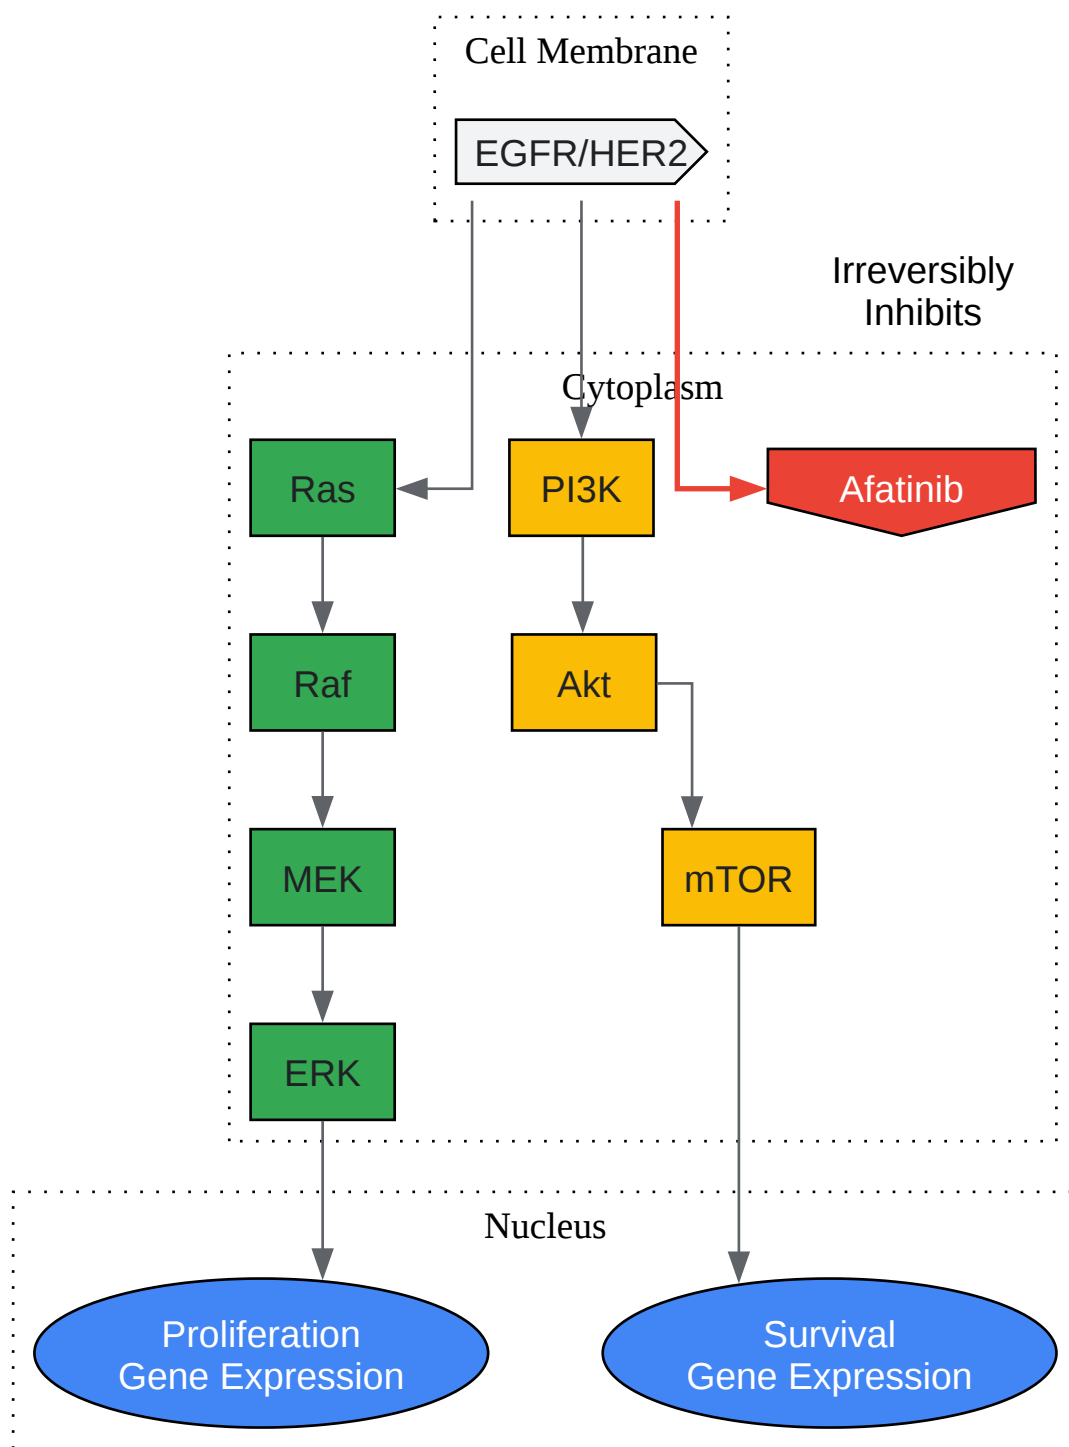 Cell Membrane
EGFR/HER2
Irreversibly
Inhibits
Cytoplasm
Ras
PI3K
Afatinib
Raf
Akt
MEK
mTOR
ERK
Nucleus
Proliferation
Gene Expression
Survival
Gene Expression